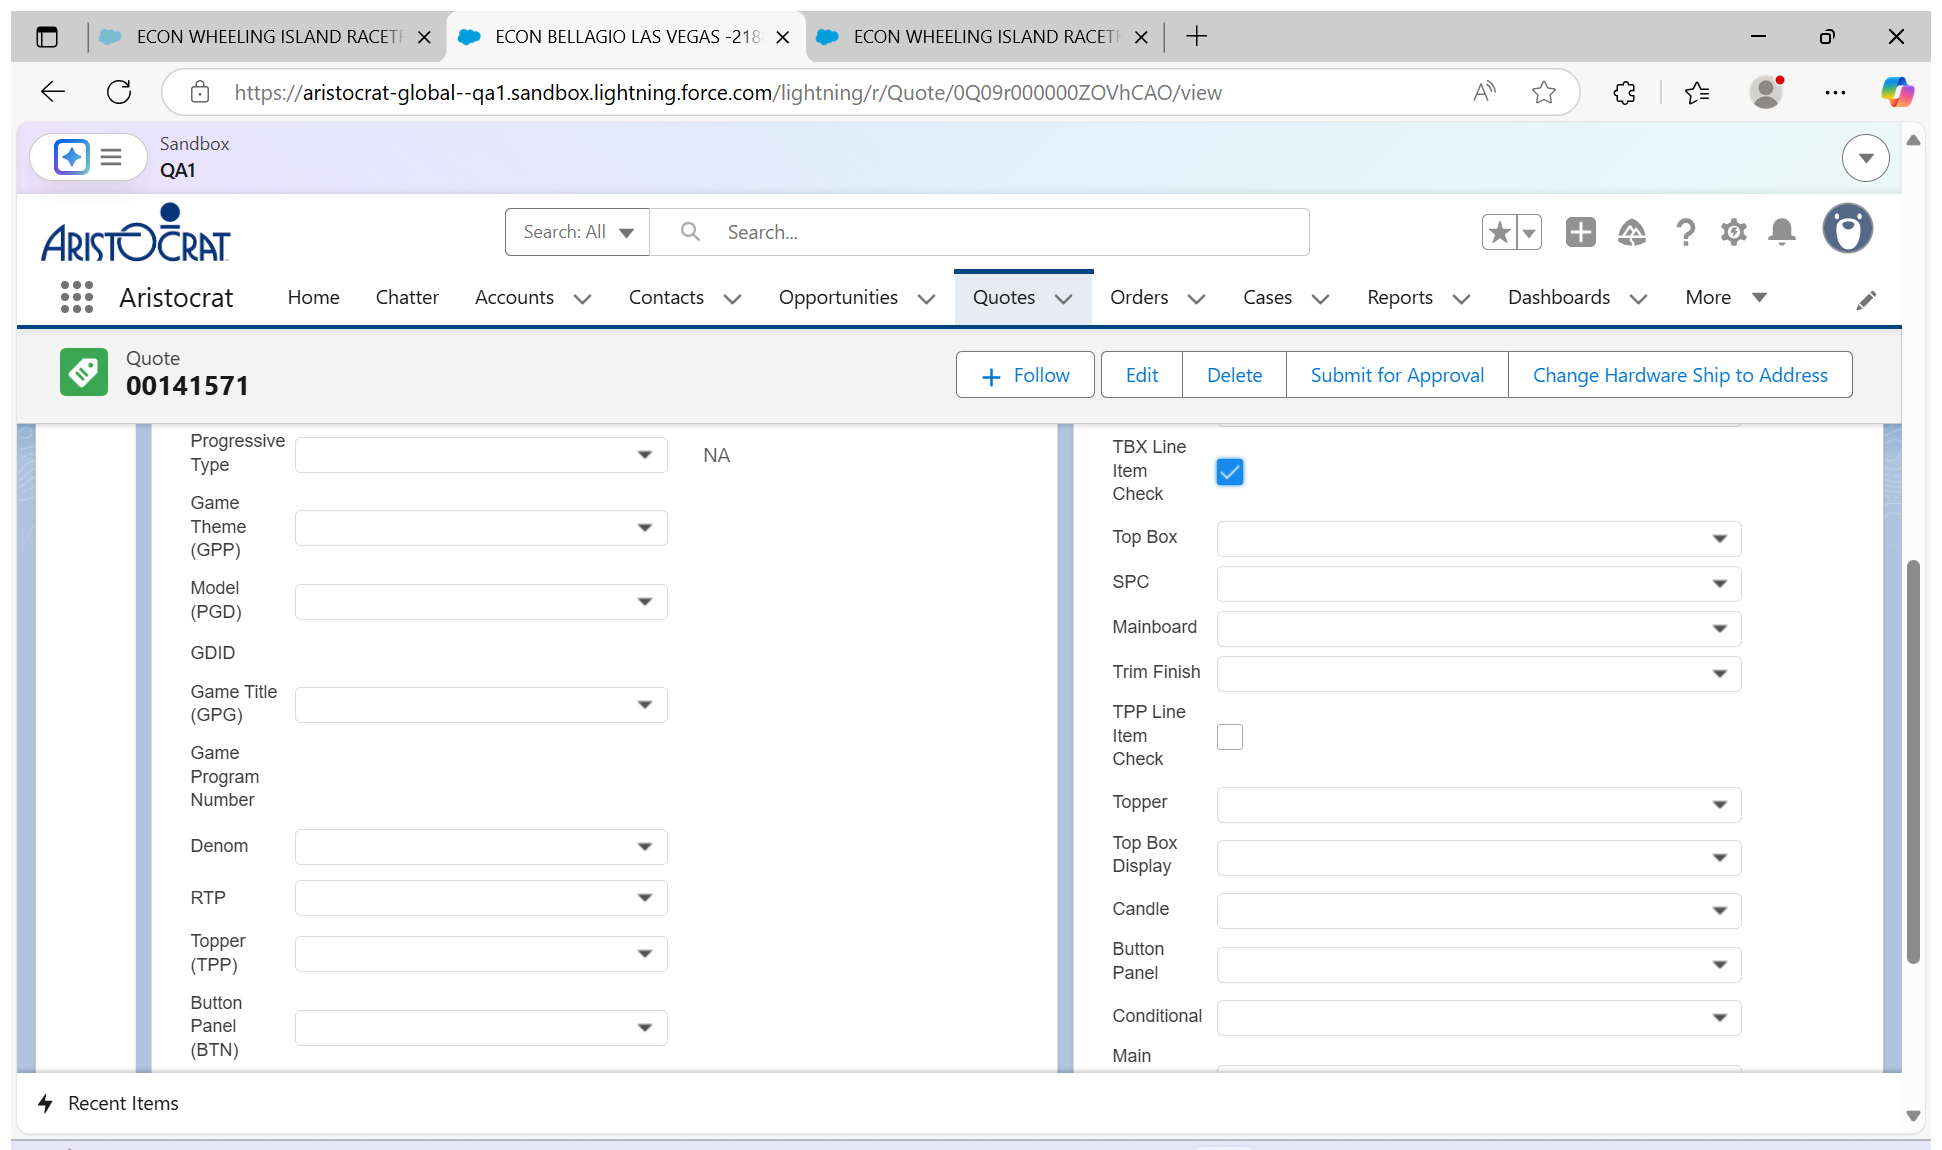 ECON WHEELING ISLAND RACETR
ECON BELLAGIO LAS VEGAS -218
ECON WHEELING ISLAND RACETR
https://aristocrat-global--qa1.sandbox.lightning.force.com/lightning/r/Quote/0Q09r000000ZOVhCAO/view
Sandbox
QA1
ARISTOCRAT
Search: All
Search...
Aristocrat
Home
Chatter
Accounts
Contacts
Opportunities
Quotes
Orders
Cases
Reports
Dashboards
More
Quote
00141571
Follow
Edit
Delete
Submit for Approval
Change Hardware Ship to Address
Progressive
Type
NA
Game
Theme
(GPP)
Model
(PGD)
GDID
Game Title
(GPG)
Game
Program
Number
Denom
RTP
Topper
(TPP)
Button
Panel
(BTN)
TBX Line
Item
Check
Top Box
SPC
Mainboard
Trim Finish
TPP Line
Item
Check
Topper
Top Box
Display
Candle
Button
Panel
Conditional
Main
Recent Items